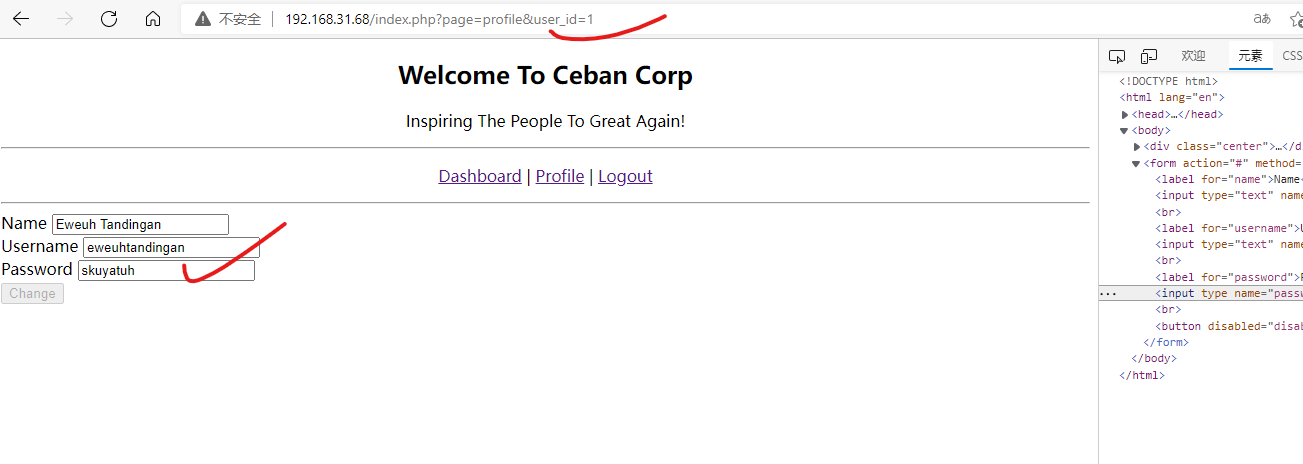 不安全 192.168.31.68/index.php?page=profile&user_id=1 aあ
Welcome To Ceban Corp
Inspiring The People To Great Again!
Dashboard | Profile | Logout
Name Eweuh Tandingan
Username eweuhtandingan
Password skuyatuh
Change
欢迎 元素 CSS
<!DOCTYPE html>
<html lang="en">
▶<head>…</head>
▼<body>
▶<div class="center">…</d
▼<form action="#" method=
<label for="name">Name<
<input type="text" name
<br>
<label for="username">U
<input type="text" name
<br>
<label for="password">P
··· <input type name="passw
<br>
<button disabled="disab
</form>
</body>
</html>